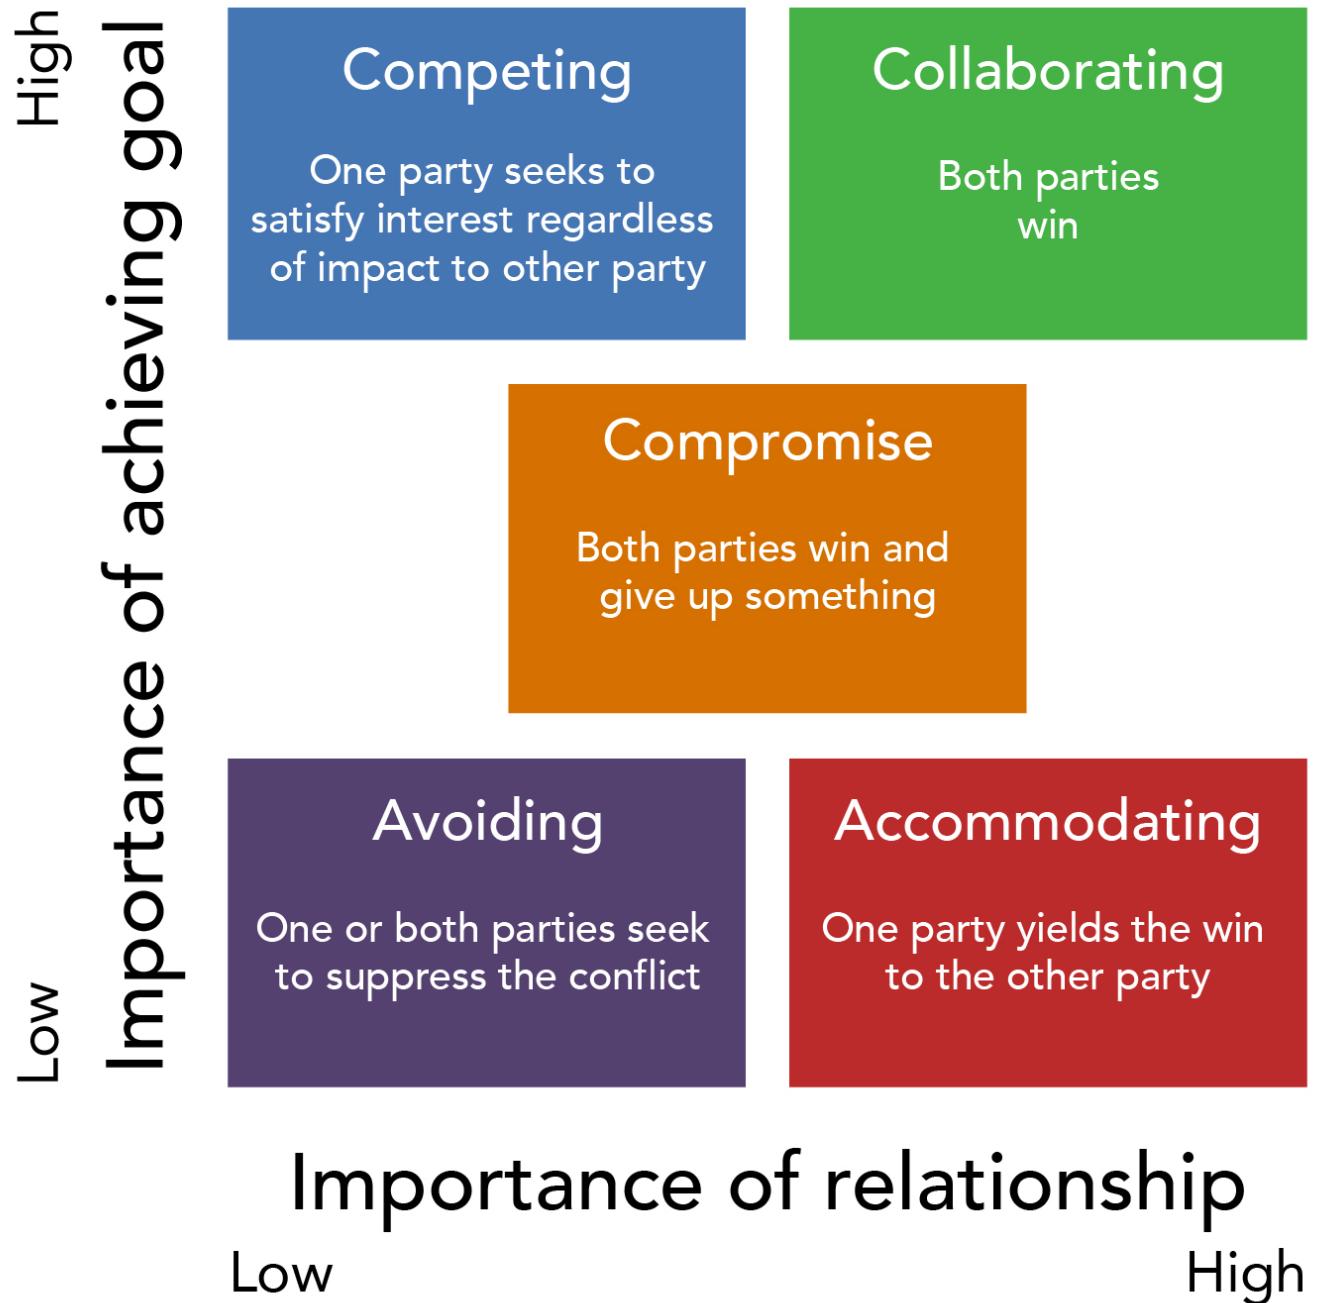 High
Importance of achieving goal
Low
Competing
One party seeks to
satisfy interest regardless
of impact to other party
Collaborating
Both parties
win
Compromise
Both parties win and
give up something
Avoiding
One or both parties seek
to suppress the conflict
Accommodating
One party yields the win
to the other party
Importance of relationship
Low
High